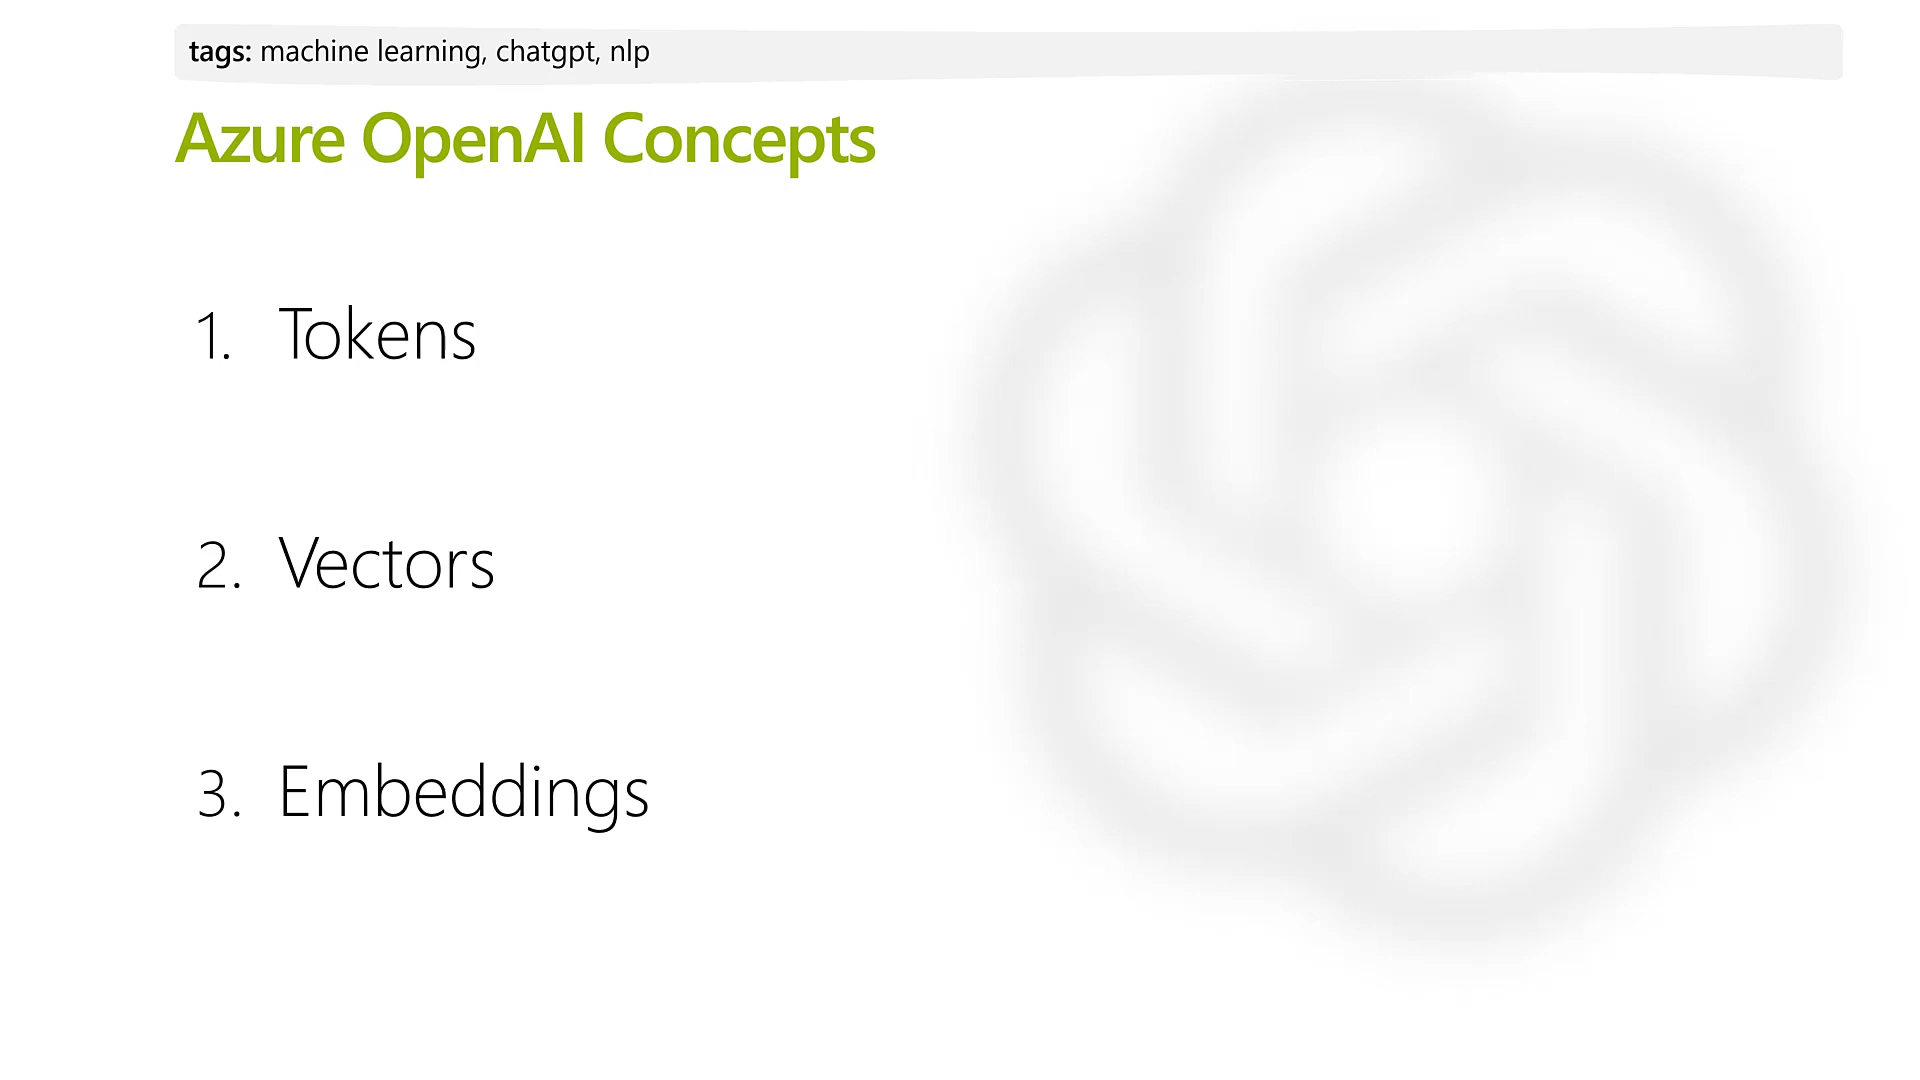 tags: machine learning, chatgpt, nlp
Azure OpenAI Concepts
1. Tokens
2. Vectors
3. Embeddings